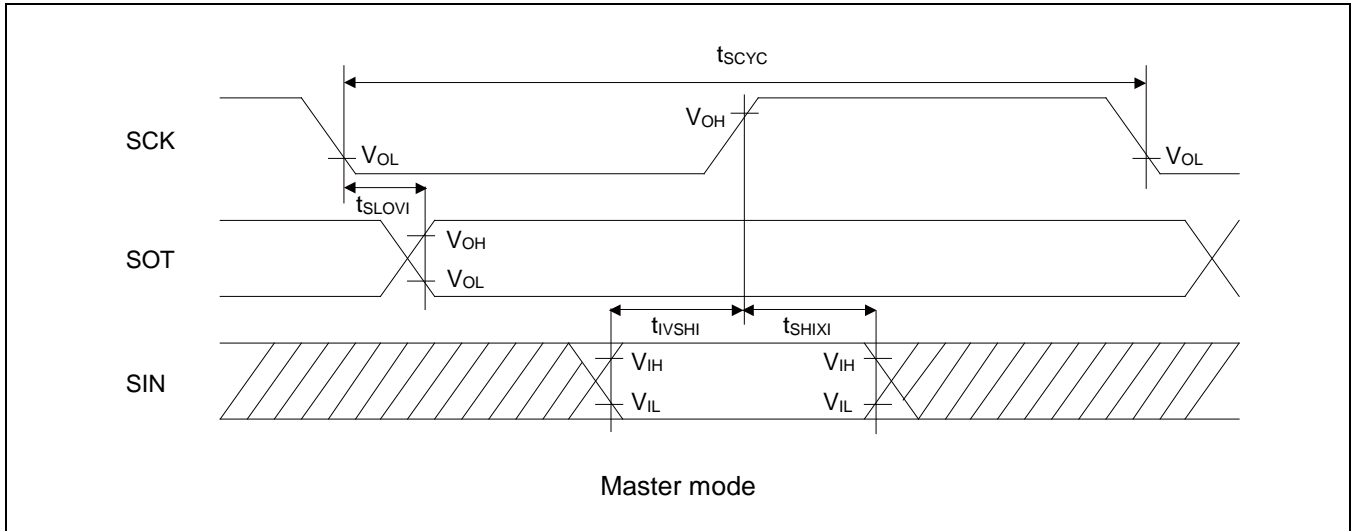 tSCYC
SCK
VOH
VOL
VOL
tSLOVI
SOT
VOH
VOL
tIVSHI
tSHIXI
SIN
VIH
VIH
VIL
VIL
Master mode